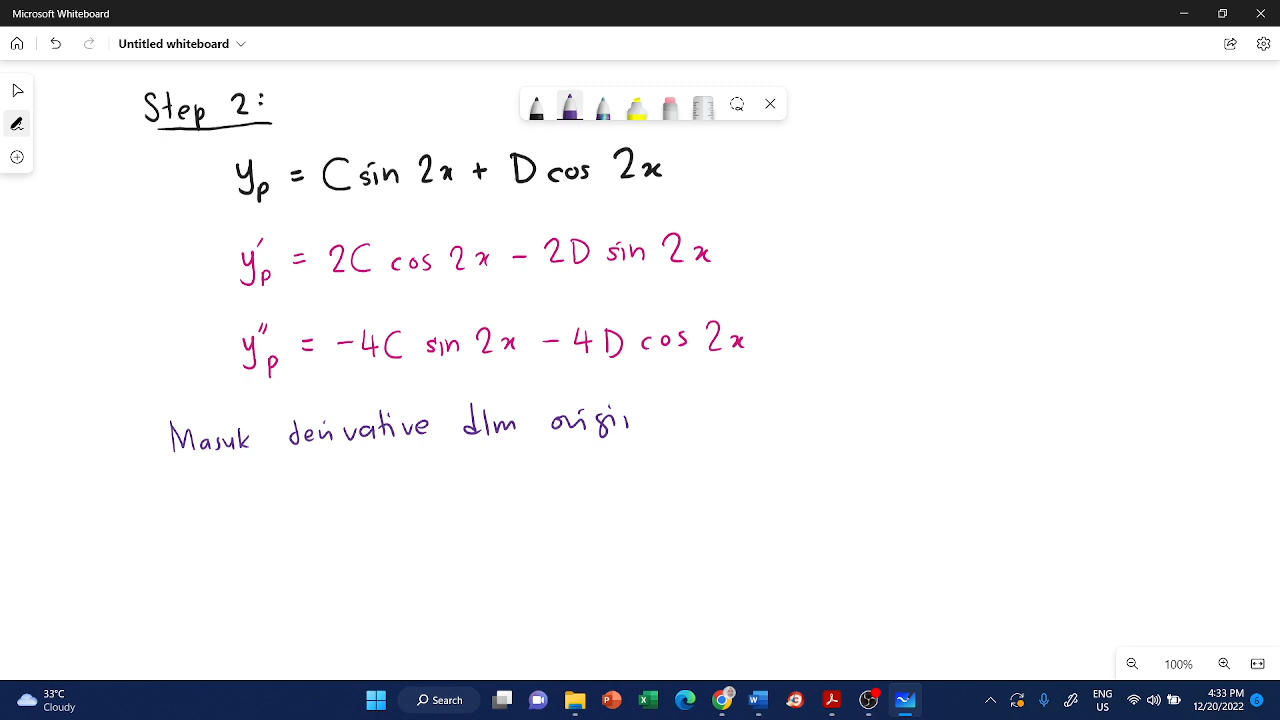 Microsoft Whiteboard
Untitled whiteboard
Step 2:
yₚ = C sin 2x + D cos 2x
y′ₚ = 2C cos 2x − 2D sin 2x
y″ₚ = −4C sin 2x − 4D cos 2x
Masuk derivative dlm origi
100%
33°C
Cloudy
Search
ENG
US
4:33 PM
12/20/2022
5